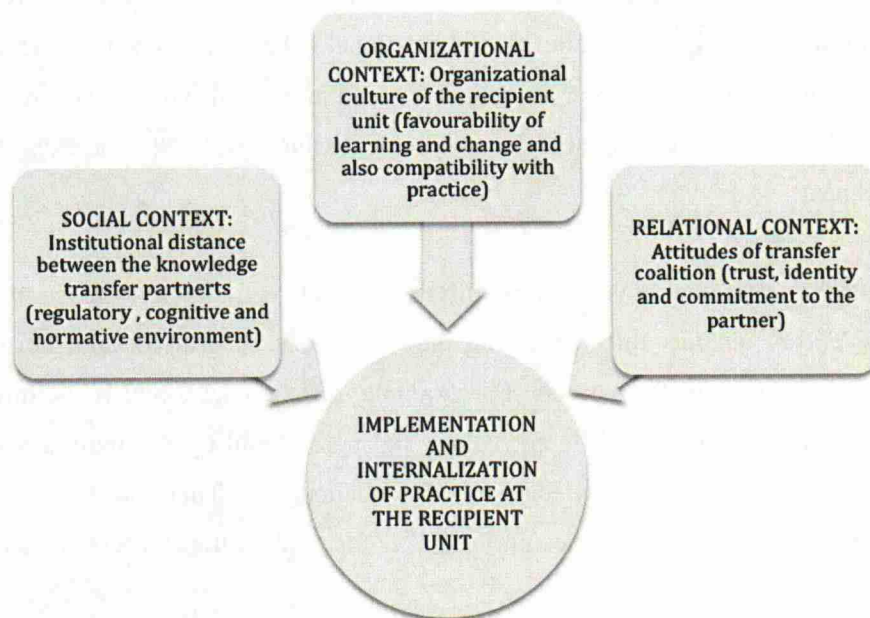 ORGANIZATIONAL
CONTEXT: Organizational
culture of the recipient
unit (favourability of
learning and change and
also compatibility with
practice)
SOCIAL CONTEXT:
Institutional distance
between the knowledge
transfer partnerts
(regulatory , cognitive and
normative environment)
RELATIONAL CONTEXT:
Attitudes of transfer
coalition (trust, identity
and commitment to the
partner)
IMPLEMENTATION
AND
INTERNALIZATION
OF PRACTICE AT
THE RECIPIENT
UNIT